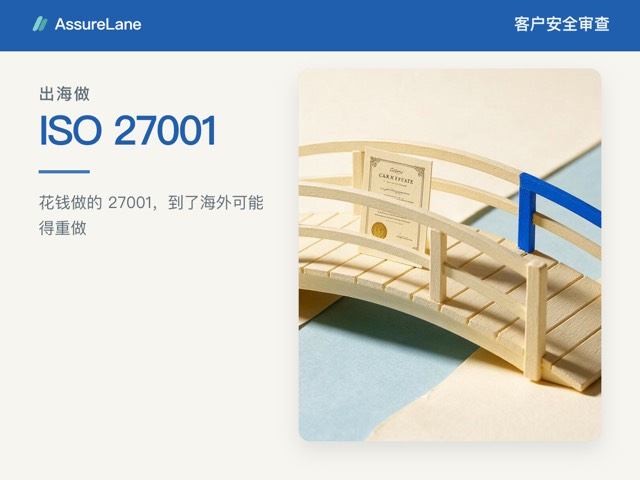 AssureLane
客户安全审查
出海做
ISO 27001
花钱做的 27001，到了海外可能
得重做